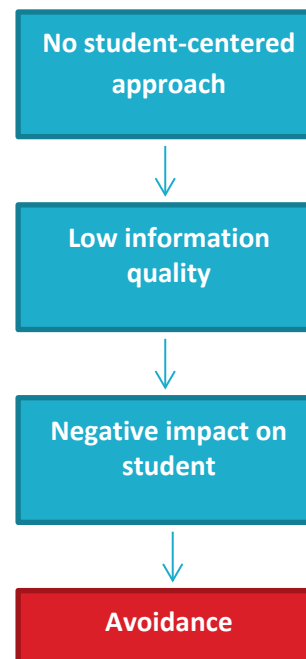 No student-centered
approach
Low information
quality
Negative impact on
student
Avoidance